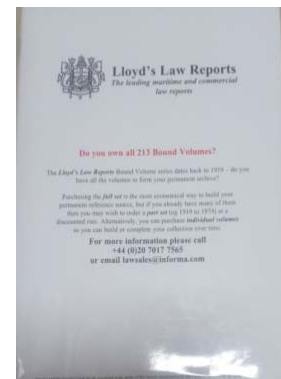 Lloyd's Law Reports
The leading maritime and commercial
law reports
Do you own all 213 Bound Volumes?
The Lloyd's Law Reports Bound Volume series dates back to 1919 – do you
have all the volumes to form your permanent archive?
Purchasing the full set is the most economical way to build your
permanent reference source, but if you already have many of them
then you may wish to order a part set (eg 1919 to 1974) at a
discounted rate. Alternatively, you can purchase individual volumes
so you can build or complete your collection over time.
For more information please call
+44 (0)20 7017 7565
or email lawsales@informa.com